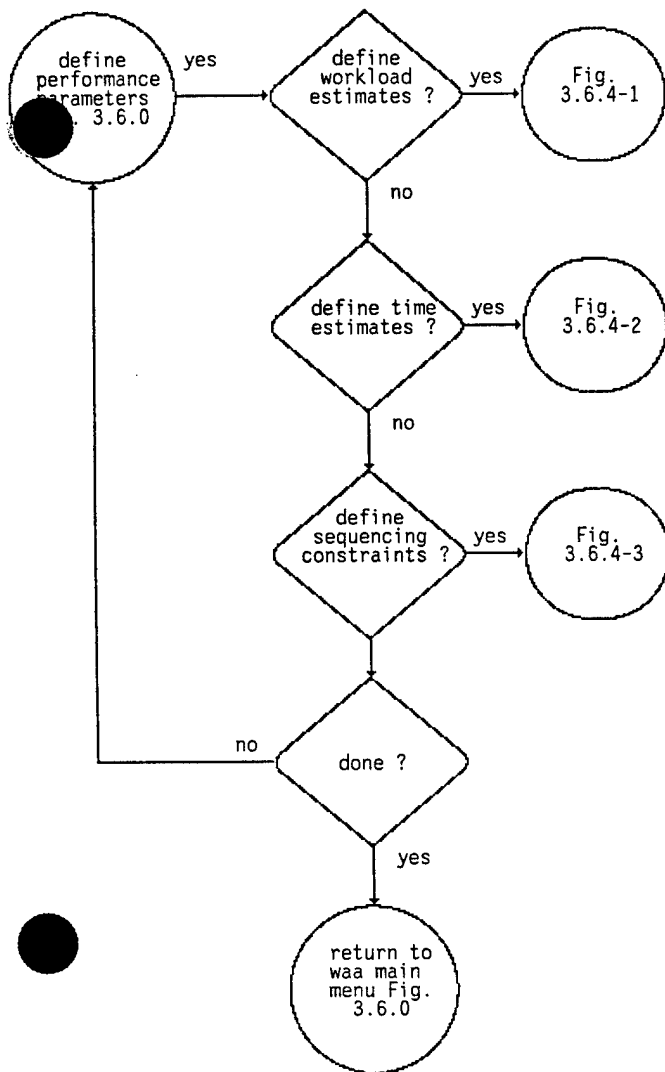 define
performance
parameters
. 3.6.0
yes
define
workload
estimates ?
yes
Fig.
3.6.4-1
no
define time
estimates ?
yes
Fig.
3.6.4-2
no
define
sequencing
constraints ?
yes
Fig.
3.6.4-3
no
done ?
yes
return to
waa main
menu Fig.
3.6.0